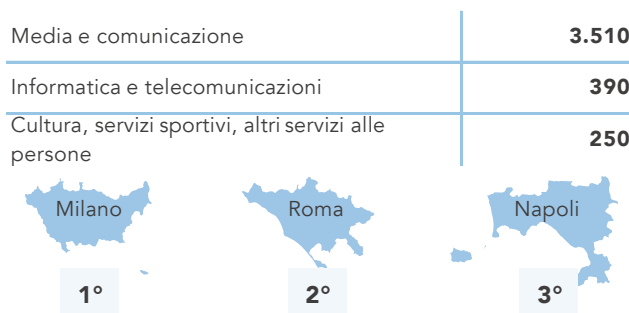 Media e comunicazione 3.510
Informatica e telecomunicazioni 390
Cultura, servizi sportivi, altri servizi alle
persone 250
Milano Roma Napoli
1° 2° 3°